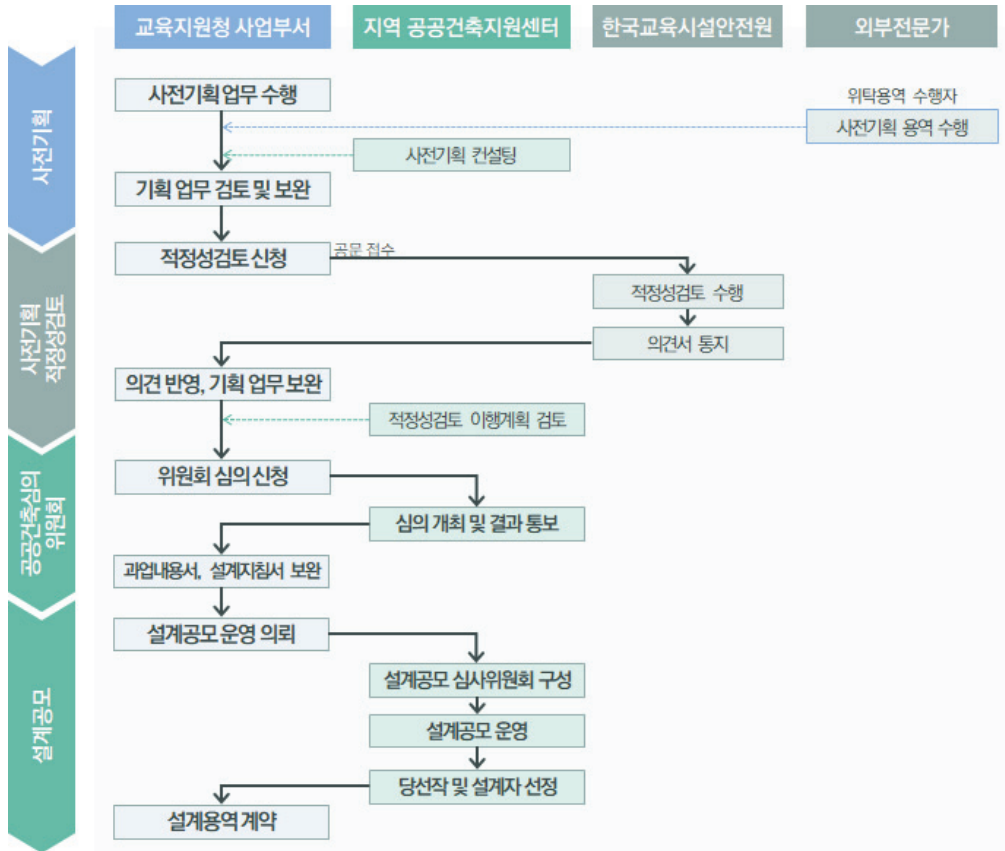 교육지원청 사업부서
지역 공공건축지원센터
한국교육시설안전원
외부전문가
사전기획
사전기획 업무 수행
위탁용역 수행자
사전기획 용역 수행
사전기획 컨설팅
기획 업무 검토 및 보완
사전기획
적정성검토
적정성검토 신청
공문 접수
적정성검토 수행
의견서 통지
의견 반영, 기획 업무 보완
적정성검토 이행계획 검토
공공건축심의
위원회
위원회 심의 신청
심의 개최 및 결과 통보
과업내용서, 설계지침서 보완
설계공모
설계공모 운영 의뢰
설계공모 심사위원회 구성
설계공모 운영
당선작 및 설계자 선정
설계용역 계약